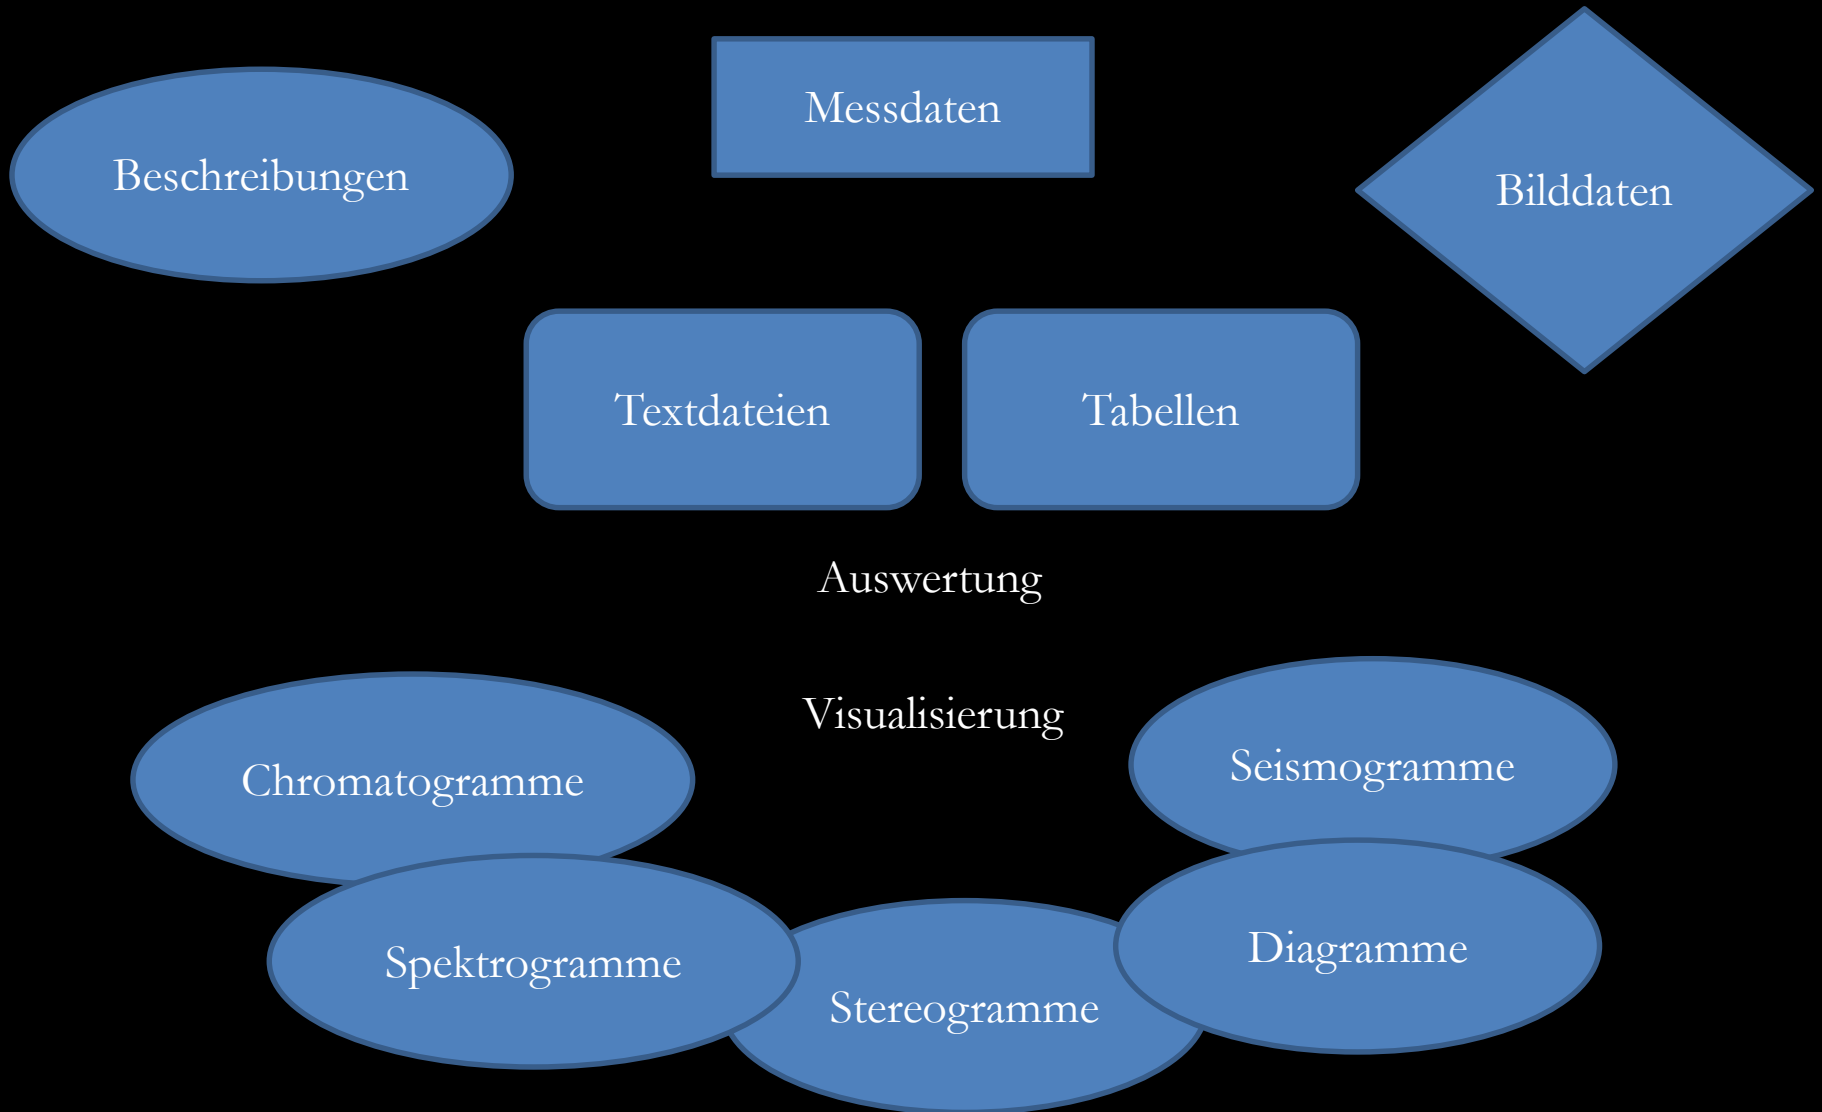 Beschreibungen
Messdaten
Bilddaten
Textdateien
Tabellen
Auswertung
Visualisierung
Chromatogramme
Seismogramme
Spektrogramme
Stereogramme
Diagramme